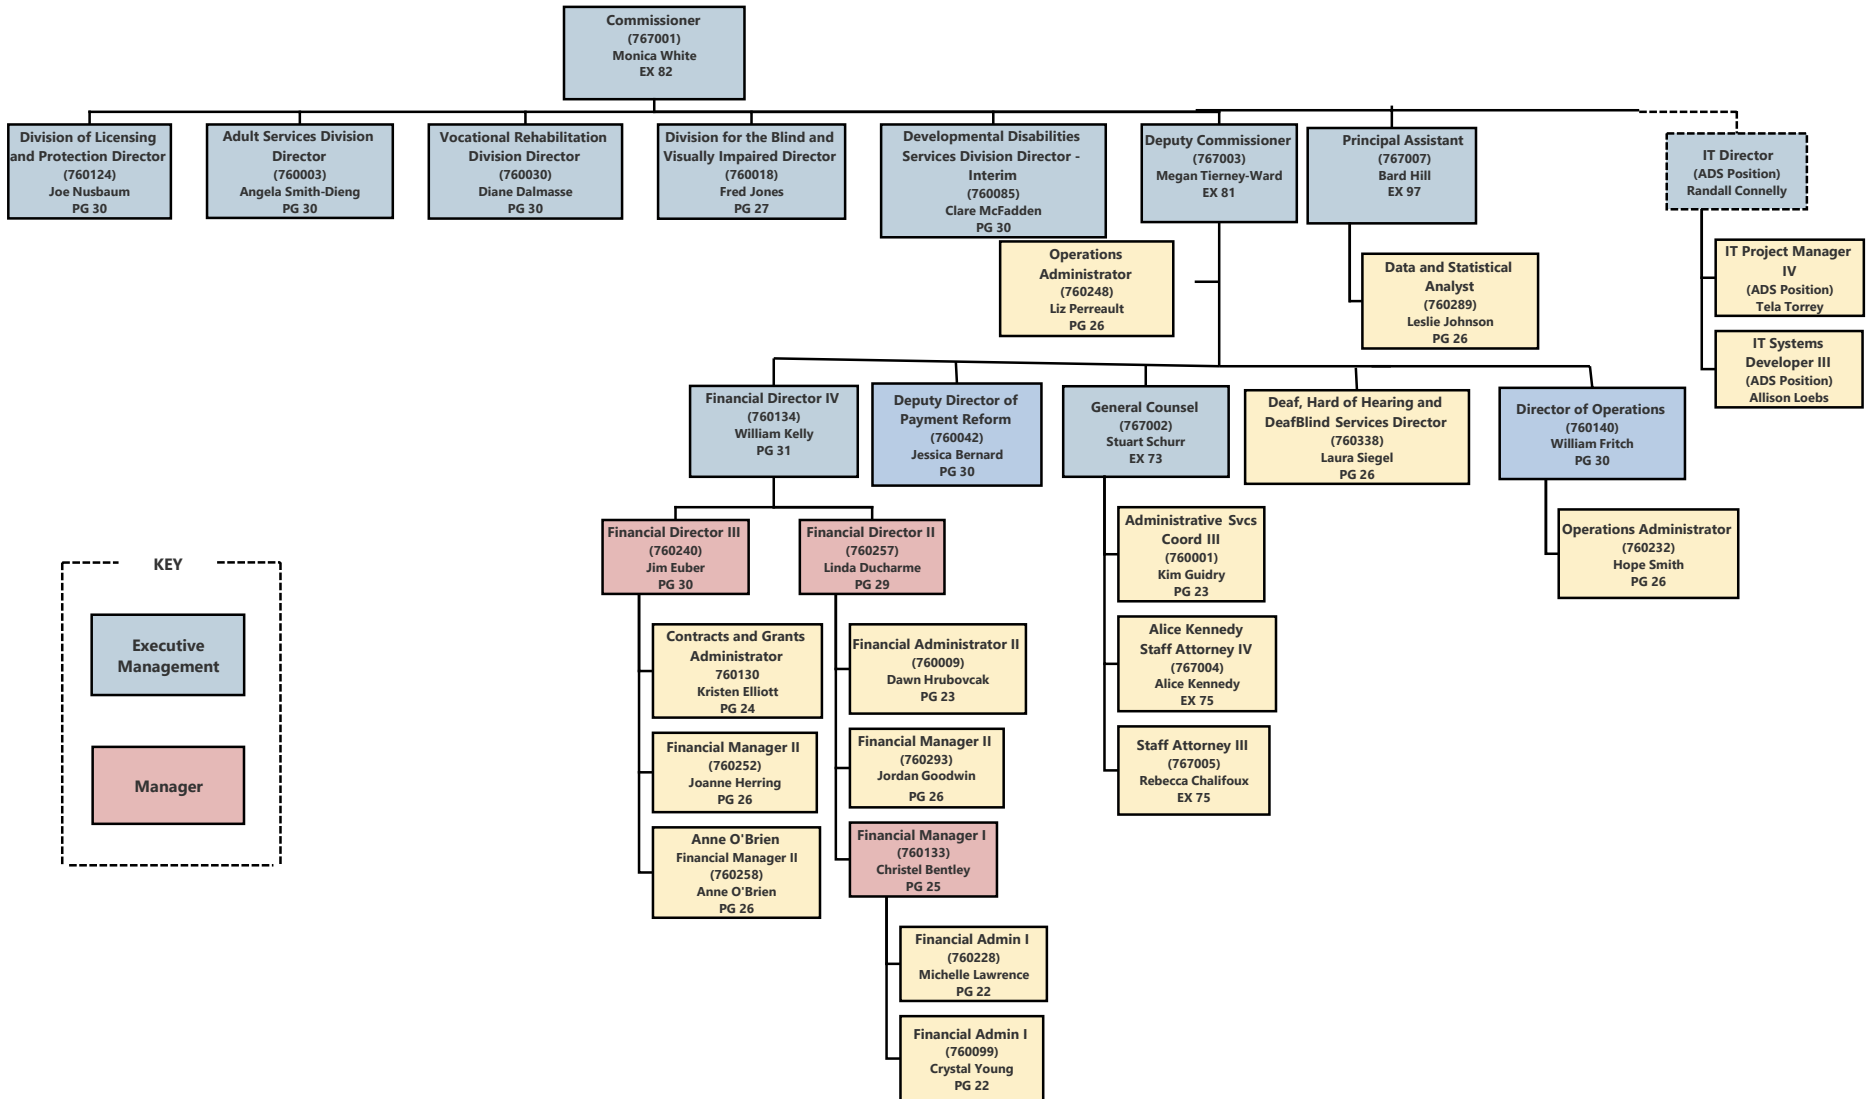 Commissioner
(767001)
Monica White
EX 82
Division of Licensing
and Protection Director
(760124)
Joe Nusbaum
PG 30
Adult Services Division
Director
(760003)
Angela Smith-Dieng
PG 30
Vocational Rehabilitation
Division Director
(760030)
Diane Dalmasse
PG 30
Division for the Blind and
Visually Impaired Director
(760018)
Fred Jones
PG 27
Developmental Disabilities
Services Division Director -
Interim
(760085)
Clare McFadden
PG 30
Deputy Commissioner
(767003)
Megan Tierney-Ward
EX 81
Principal Assistant
(767007)
Bard Hill
EX 97
IT Director
(ADS Position)
Randall Connelly
Operations
Administrator
(760248)
Liz Perreault
PG 26
Data and Statistical
Analyst
(760289)
Leslie Johnson
PG 26
IT Project Manager
IV
(ADS Position)
Tela Torrey
IT Systems
Developer III
(ADS Position)
Allison Loebs
Financial Director IV
(760134)
William Kelly
PG 31
Deputy Director of
Payment Reform
(760042)
Jessica Bernard
PG 30
General Counsel
(767002)
Stuart Schurr
EX 73
Deaf, Hard of Hearing and
DeafBlind Services Director
(760338)
Laura Siegel
PG 26
Director of Operations
(760140)
William Fritch
PG 30
Financial Director III
(760240)
Jim Euber
PG 30
Financial Director II
(760257)
Linda Ducharme
PG 29
Administrative Svcs
Coord III
(760001)
Kim Guidry
PG 23
Operations Administrator
(760232)
Hope Smith
PG 26
KEY
Executive
Management
Manager
Contracts and Grants
Administrator
760130
Kristen Elliott
PG 24
Financial Administrator II
(760009)
Dawn Hrubovcak
PG 23
Alice Kennedy
Staff Attorney IV
(767004)
Alice Kennedy
EX 75
Financial Manager II
(760252)
Joanne Herring
PG 26
Financial Manager II
(760293)
Jordan Goodwin
PG 26
Staff Attorney III
(767005)
Rebecca Chalifoux
EX 75
Anne O'Brien
Financial Manager II
(760258)
Anne O'Brien
PG 26
Financial Manager I
(760133)
Christel Bentley
PG 25
Financial Admin I
(760228)
Michelle Lawrence
PG 22
Financial Admin I
(760099)
Crystal Young
PG 22